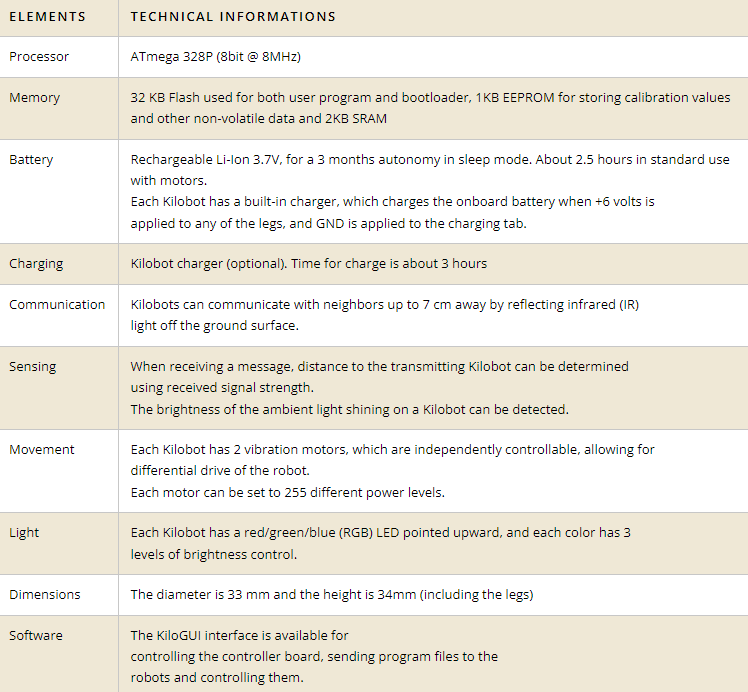 ELEMENTS TECHNICAL INFORMATIONS
Processor ATmega 328P (8bit @ 8MHz)
Memory 32 KB Flash used for both user program and bootloader, 1KB EEPROM for storing calibration values
and other non-volatile data and 2KB SRAM
Battery Rechargeable Li-Ion 3.7V, for a 3 months autonomy in sleep mode. About 2.5 hours in standard use
with motors.
Each Kilobot has a built-in charger, which charges the onboard battery when +6 volts is
applied to any of the legs, and GND is applied to the charging tab.
Charging Kilobot charger (optional). Time for charge is about 3 hours
Communication Kilobots can communicate with neighbors up to 7 cm away by reflecting infrared (IR)
light off the ground surface.
Sensing When receiving a message, distance to the transmitting Kilobot can be determined
using received signal strength.
The brightness of the ambient light shining on a Kilobot can be detected.
Movement Each Kilobot has 2 vibration motors, which are independently controllable, allowing for
differential drive of the robot.
Each motor can be set to 255 different power levels.
Light Each Kilobot has a red/green/blue (RGB) LED pointed upward, and each color has 3
levels of brightness control.
Dimensions The diameter is 33 mm and the height is 34mm (including the legs)
Software The KiloGUI interface is available for
controlling the controller board, sending program files to the
robots and controlling them.